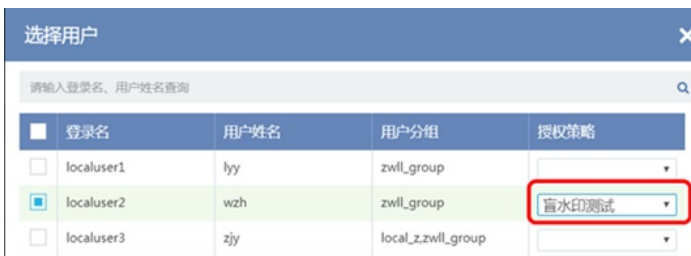 选择用户
请输入登录名、用户姓名查询
登录名 用户姓名 用户分组 授权策略
localuser1 lyy zwll_group
localuser2 wzh zwll_group 盲水印测试
localuser3 zjy local_z,zwll_group